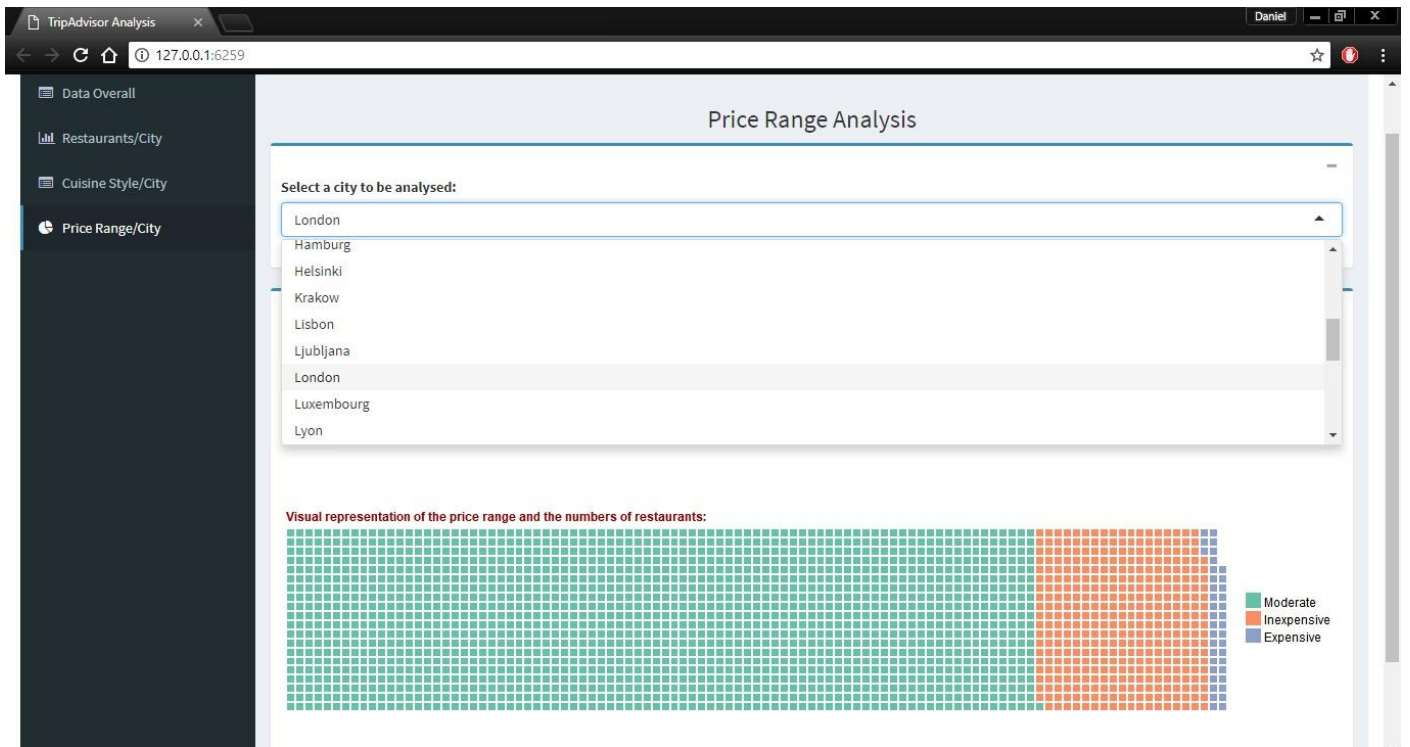 TripAdvisor Analysis
Daniel
127.0.0.1:6259
Data Overall
Restaurants/City
Cuisine Style/City
Price Range/City
Price Range Analysis
Select a city to be analysed:
London
Hamburg
Helsinki
Krakow
Lisbon
Ljubljana
London
Luxembourg
Lyon
Visual representation of the price range and the numbers of restaurants:
Moderate
Inexpensive
Expensive